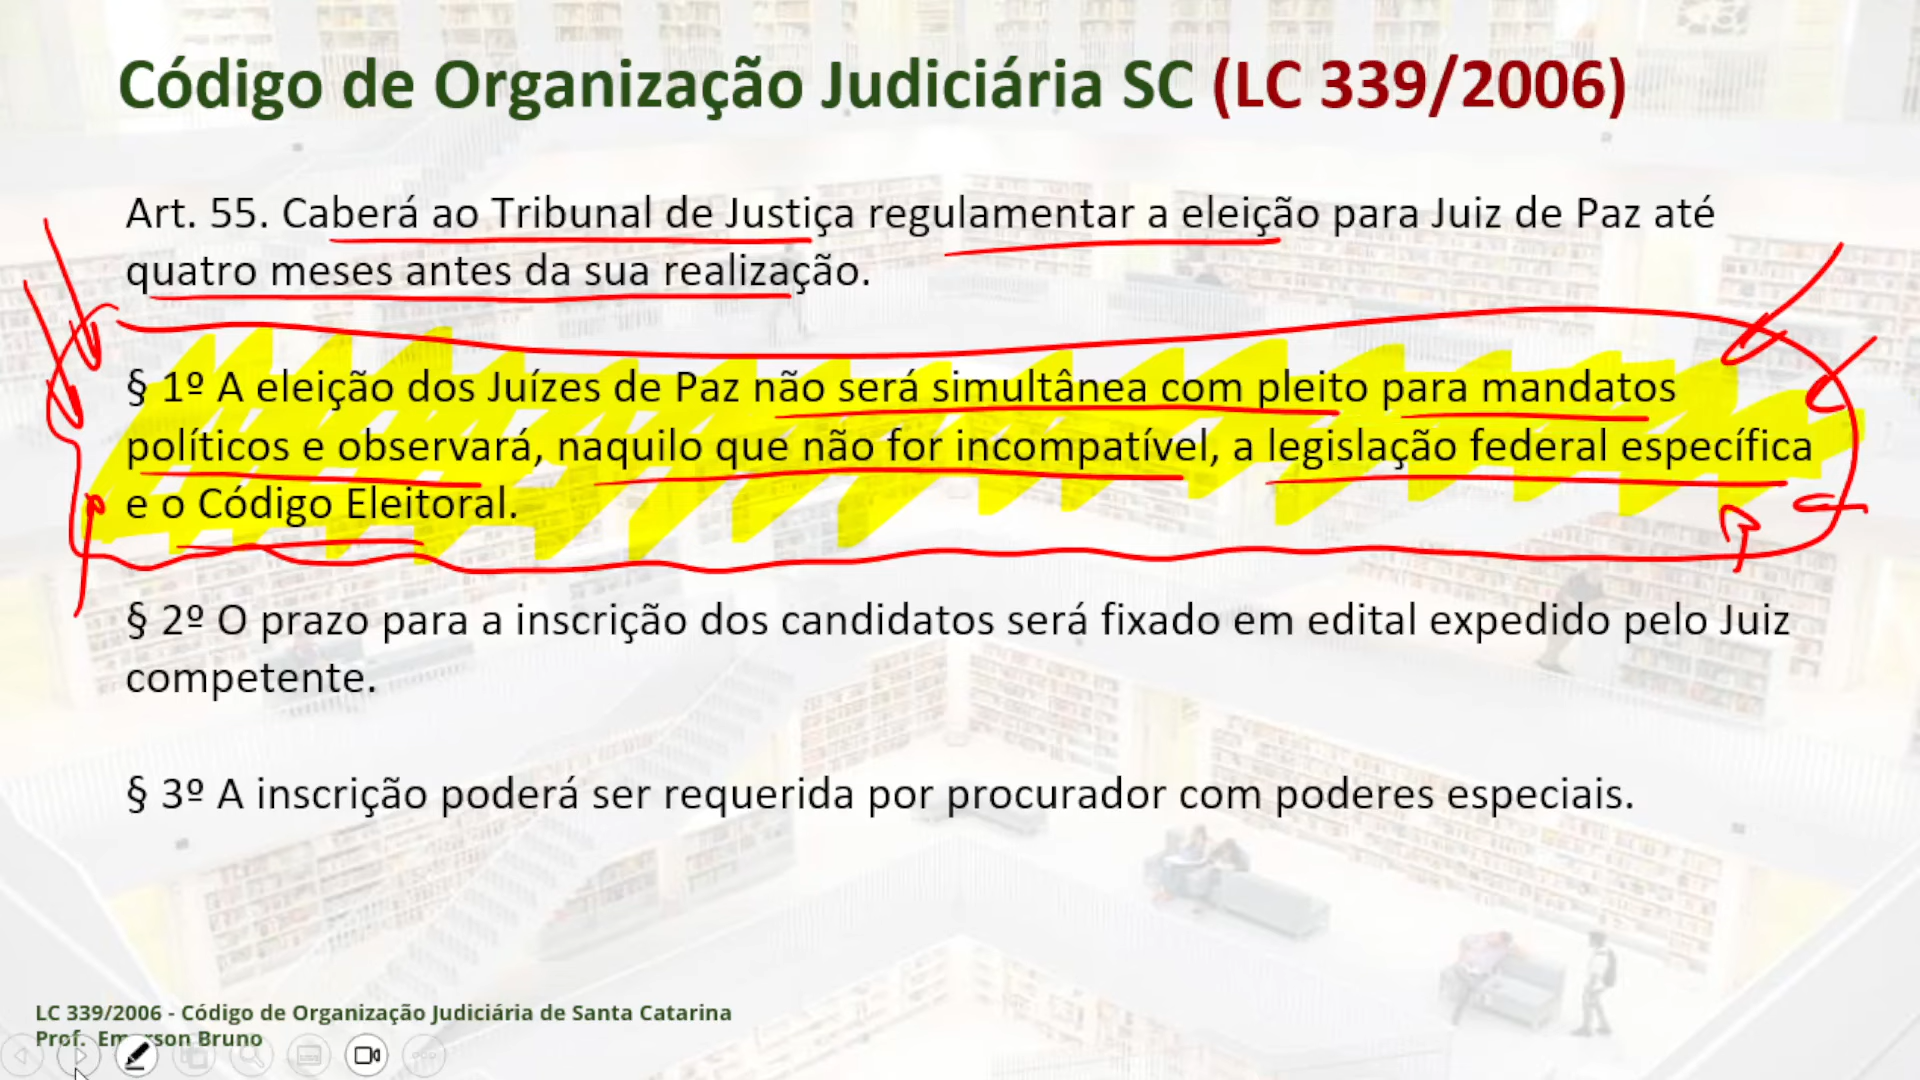 Código de Organização Judiciária SC (LC 339/2006)
Art. 55. Caberá ao Tribunal de Justiça regulamentar a eleição para Juiz de Paz até
quatro meses antes da sua realização.
§ 1º A eleição dos Juízes de Paz não será simultânea com pleito para mandatos
políticos e observará, naquilo que não for incompatível, a legislação federal específica
e o Código Eleitoral.
§ 2º O prazo para a inscrição dos candidatos será fixado em edital expedido pelo Juiz
competente.
§ 3º A inscrição poderá ser requerida por procurador com poderes especiais.
LC 339/2006 - Código de Organização Judiciária de Santa Catarina
Prof. Emerson Bruno